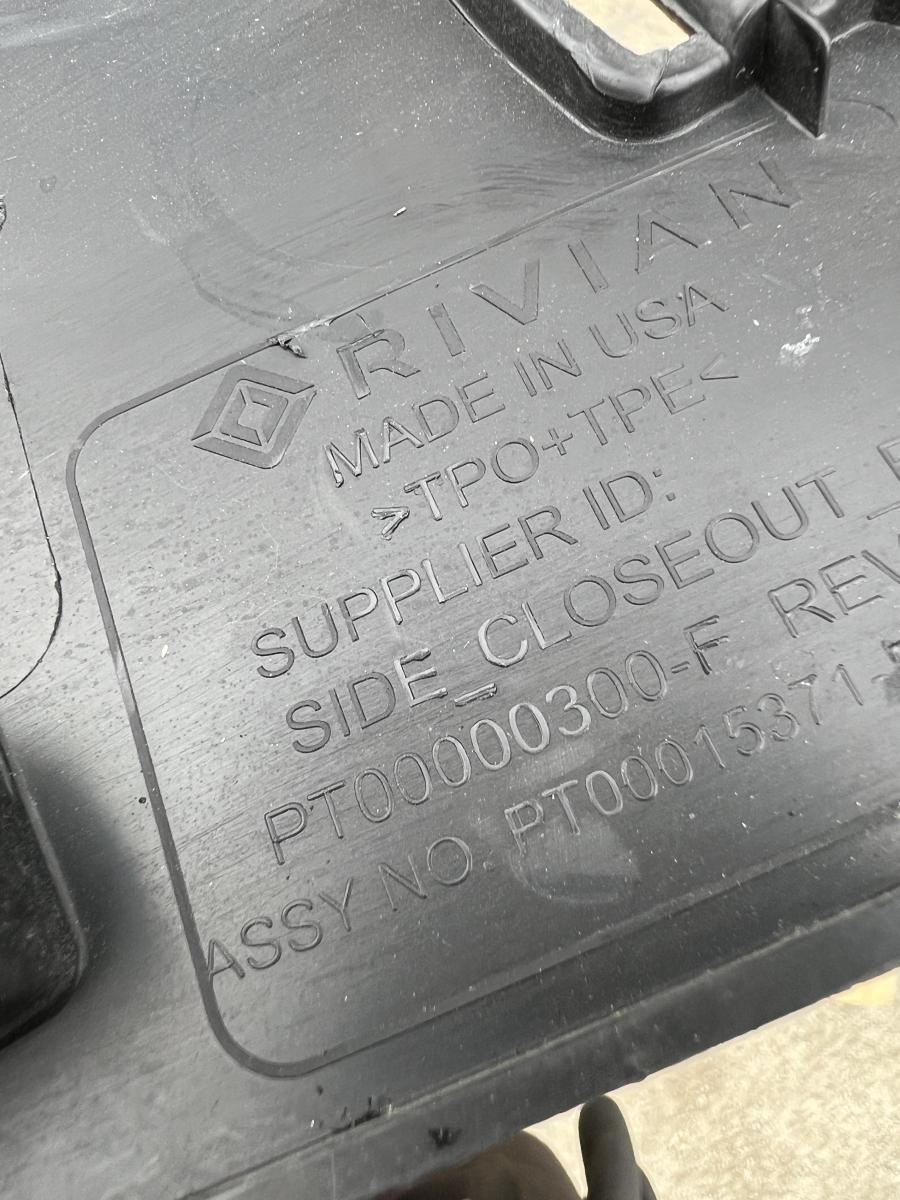 RIVIAN
MADE IN USA
>TPO+TPE<
SUPPLIER ID:
SIDE_CLOSEOUT_
PT00000300-F REV
ASSY NO PT00015371-